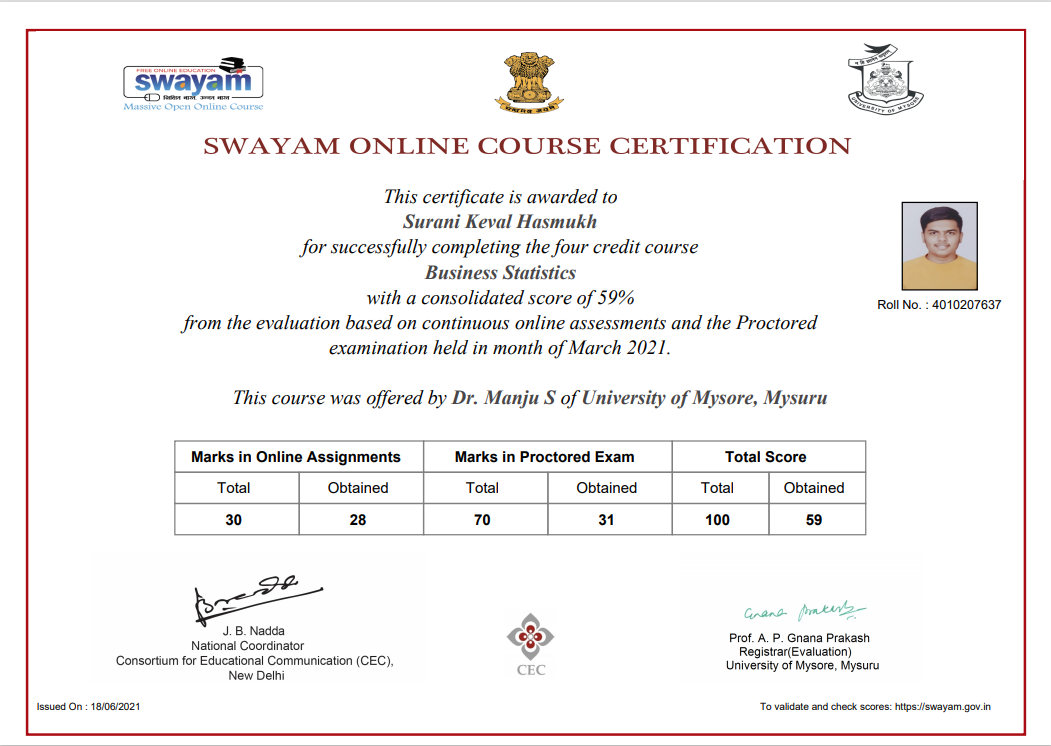 FREE ONLINE EDUCATION
swayam
शिक्षित भारत, उन्नत भारत
Massive Open Online Course
सत्यमेव जयते
UNIVERSITY OF MYSORE
SWAYAM ONLINE COURSE CERTIFICATION
This certificate is awarded to
Surani Keval Hasmukh
for successfully completing the four credit course
Business Statistics
with a consolidated score of 59%
from the evaluation based on continuous online assessments and the Proctored
examination held in month of March 2021.
Roll No. : 4010207637
This course was offered by Dr. Manju S of University of Mysore, Mysuru
Marks in Online Assignments Marks in Proctored Exam Total Score
Total Obtained Total Obtained Total Obtained
30 28 70 31 100 59
J. B. Nadda
National Coordinator
Consortium for Educational Communication (CEC),
New Delhi
CEC
Gnana Prakash
Prof. A. P. Gnana Prakash
Registrar(Evaluation)
University of Mysore, Mysuru
Issued On : 18/06/2021
To validate and check scores: https://swayam.gov.in